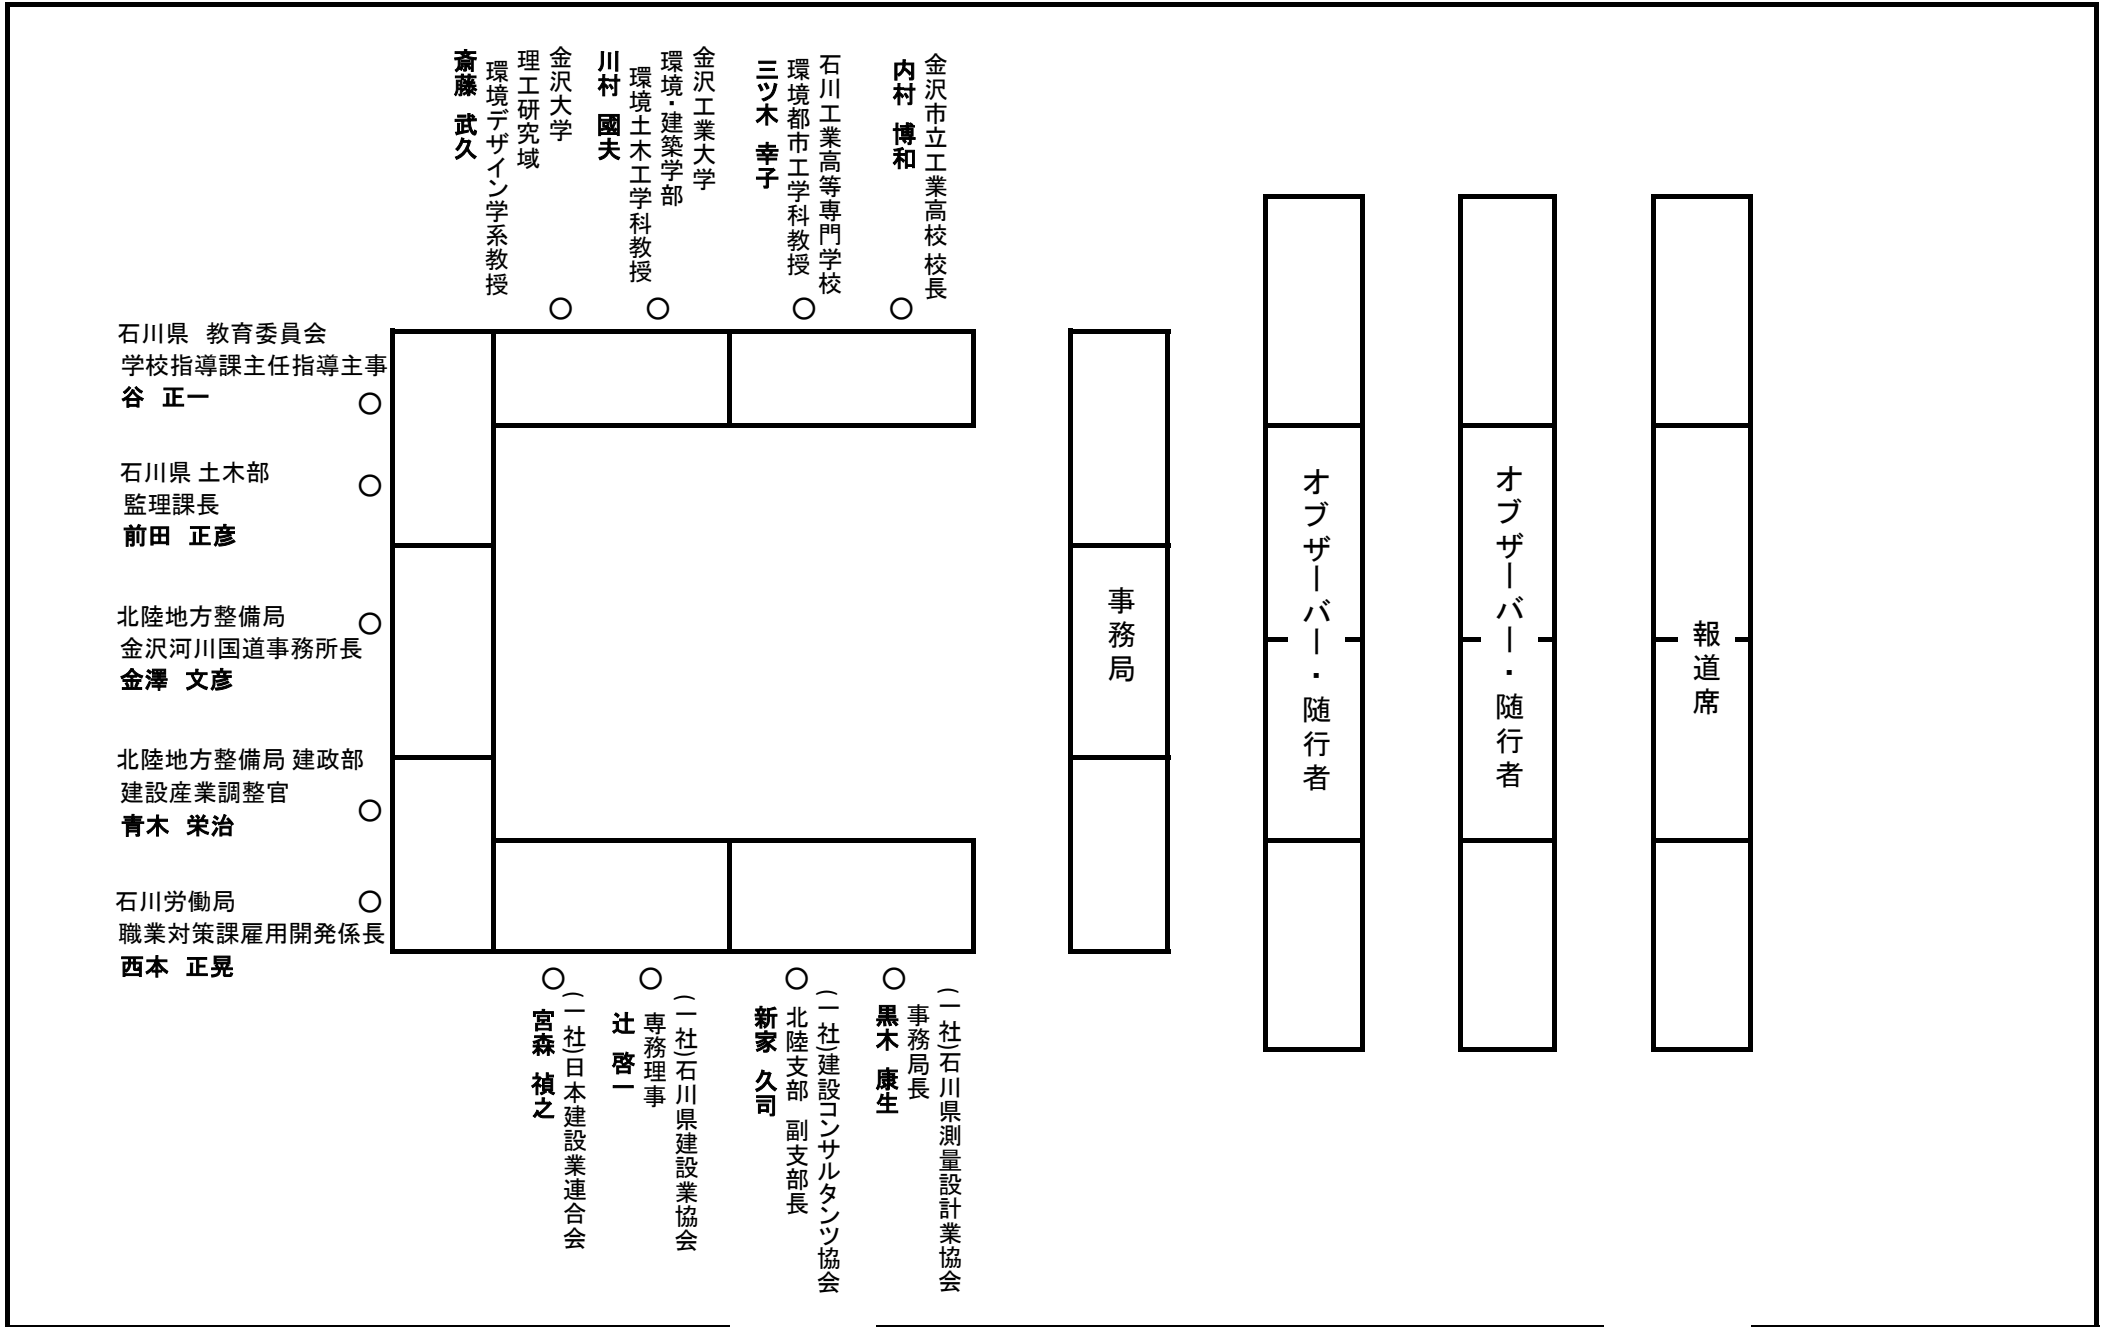 金沢大学
理工研究域
環境デザイン学系教授
斎藤 武久
金沢工業大学
環境・建築学部
環境土木工学科教授
川村 國夫
石川工業高等専門学校
環境都市工学科教授
三ツ木 幸子
金沢市立工業高校 校長
内村 博和
石川県 教育委員会
学校指導課主任指導主事
谷 正一
石川県 土木部
監理課長
前田 正彦
北陸地方整備局
金沢河川国道事務所長
金澤 文彦
北陸地方整備局 建政部
建設産業調整官
青木 栄治
石川労働局
職業対策課雇用開発係長
西本 正晃
(一社)日本建設業連合会
宮森 禎之
(一社)石川県建設業協会
専務理事
辻 啓一
(一社)建設コンサルタンツ協会
北陸支部 副支部長
新家 久司
(一社)石川県測量設計業協会
事務局長
黒木 康生
事務局
オブザーバー・随行者
オブザーバー・随行者
報道席